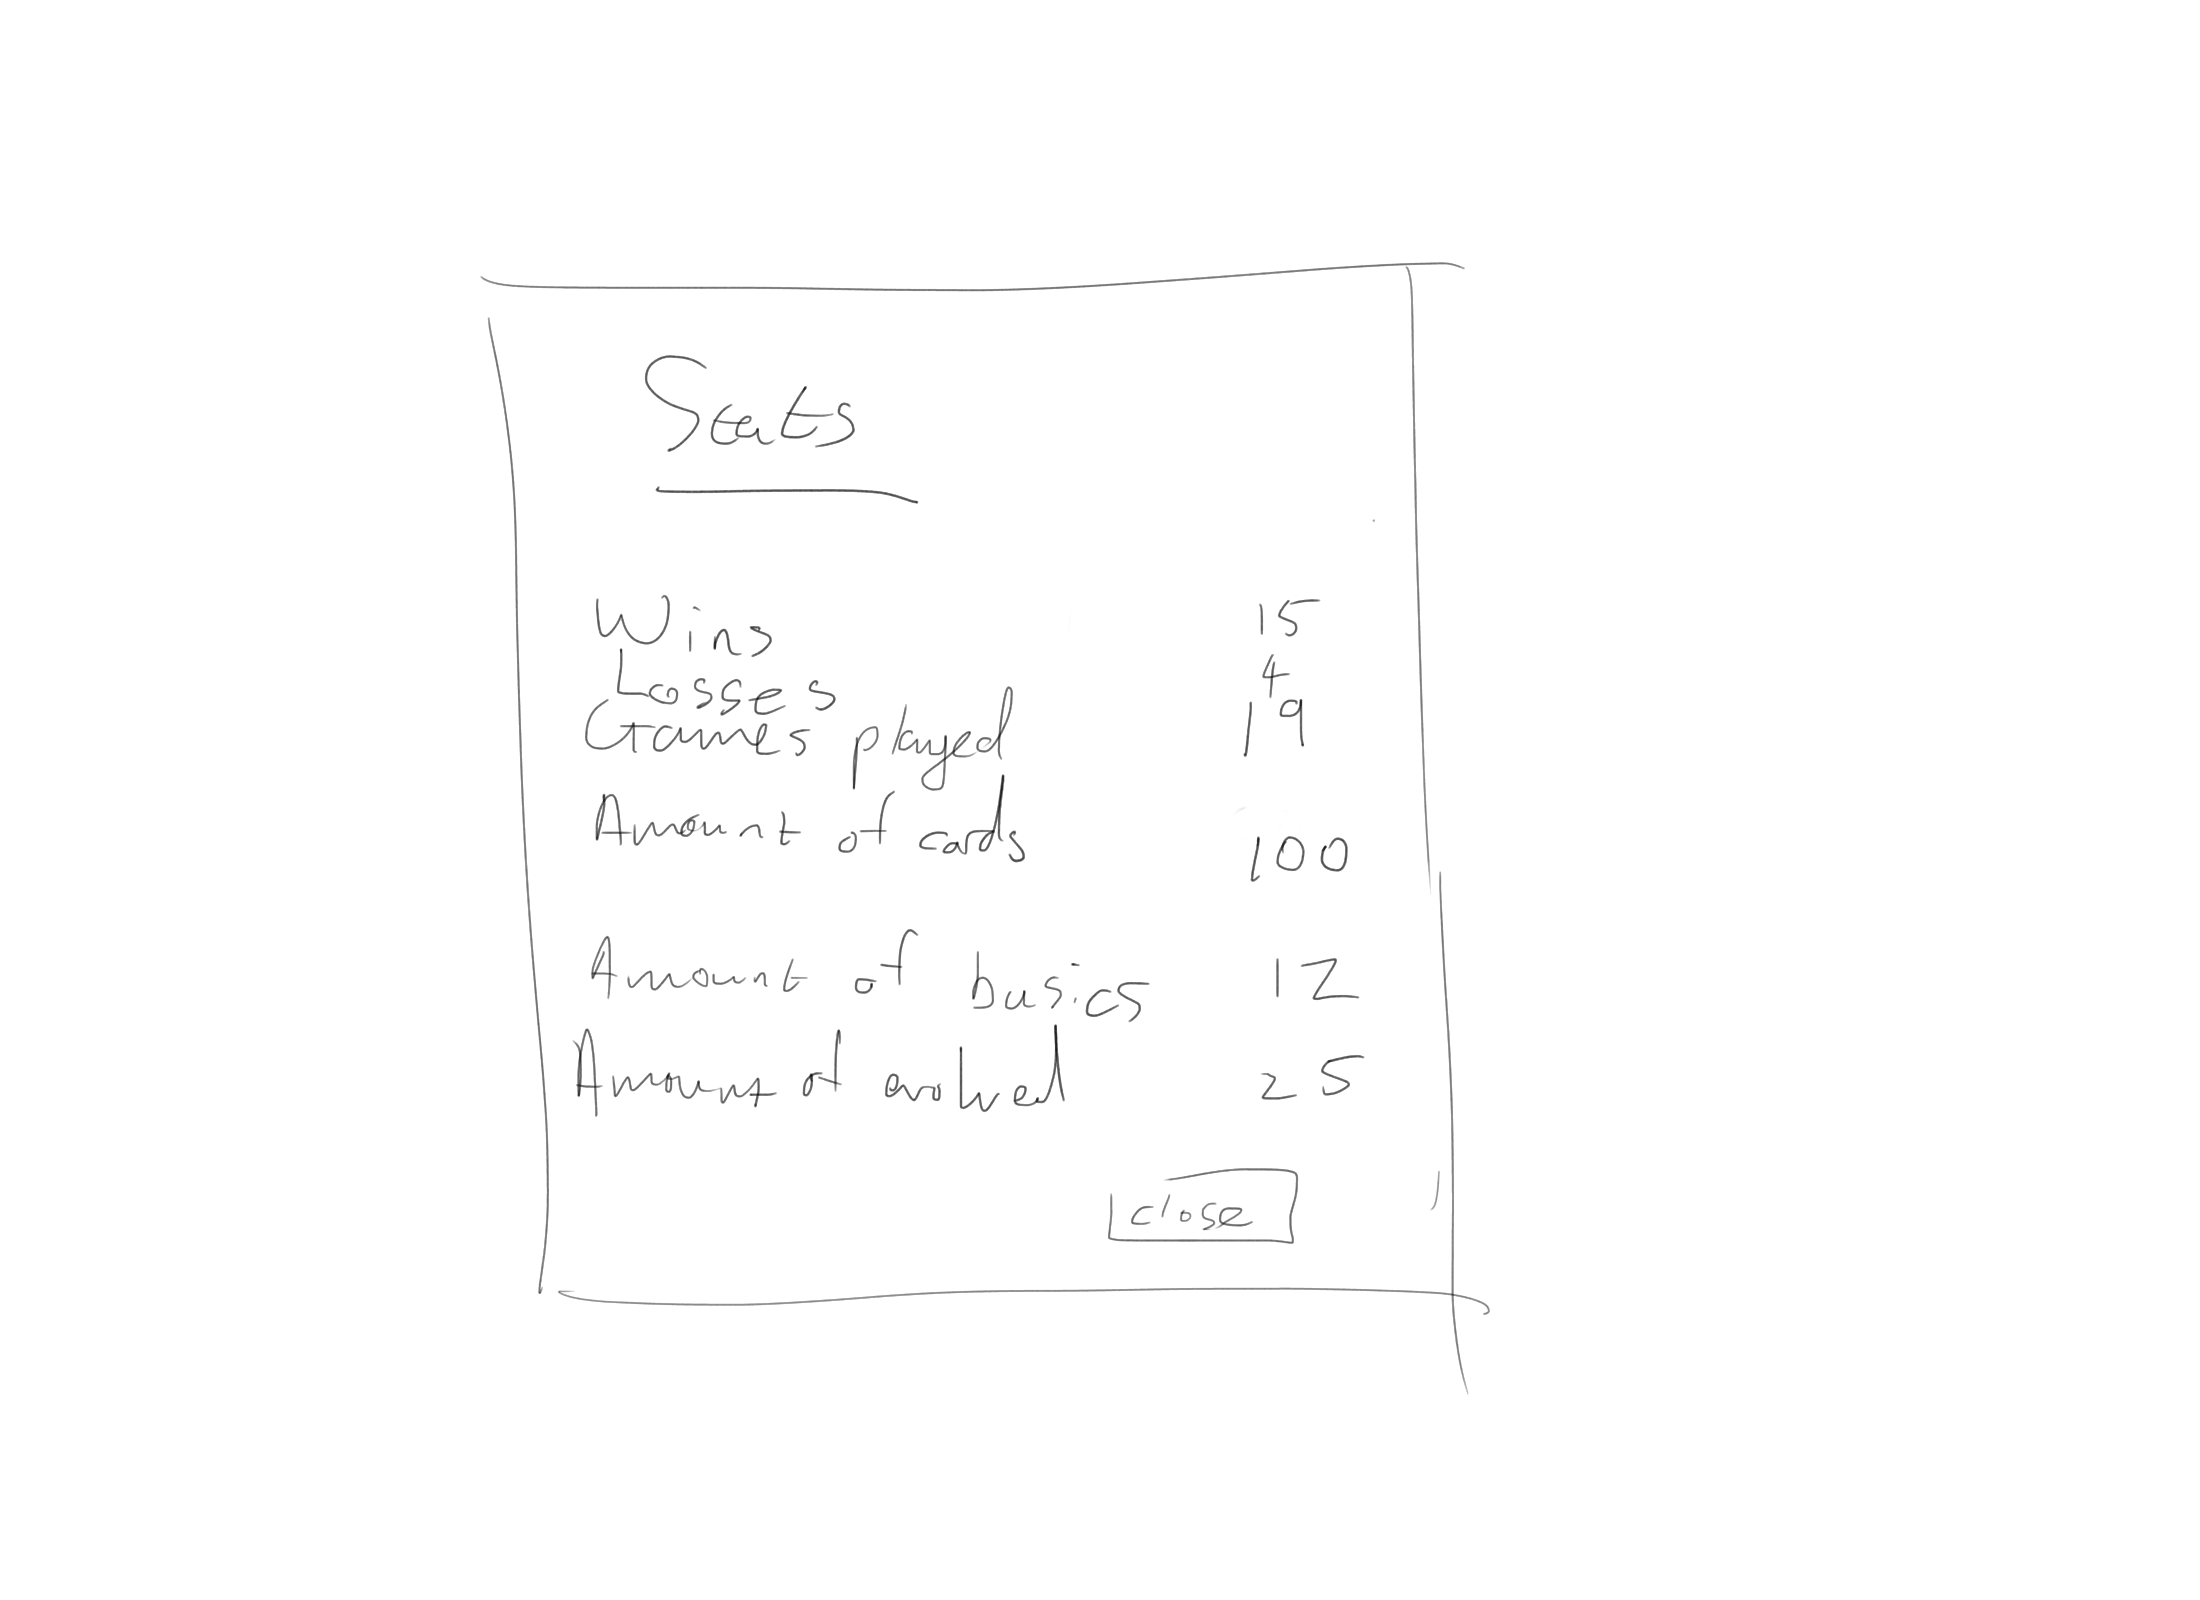 Stats
Wins 15
Losses 4
Games played 19
Amount of cards 100
Amount of basics 12
Amount of evolved 25
close